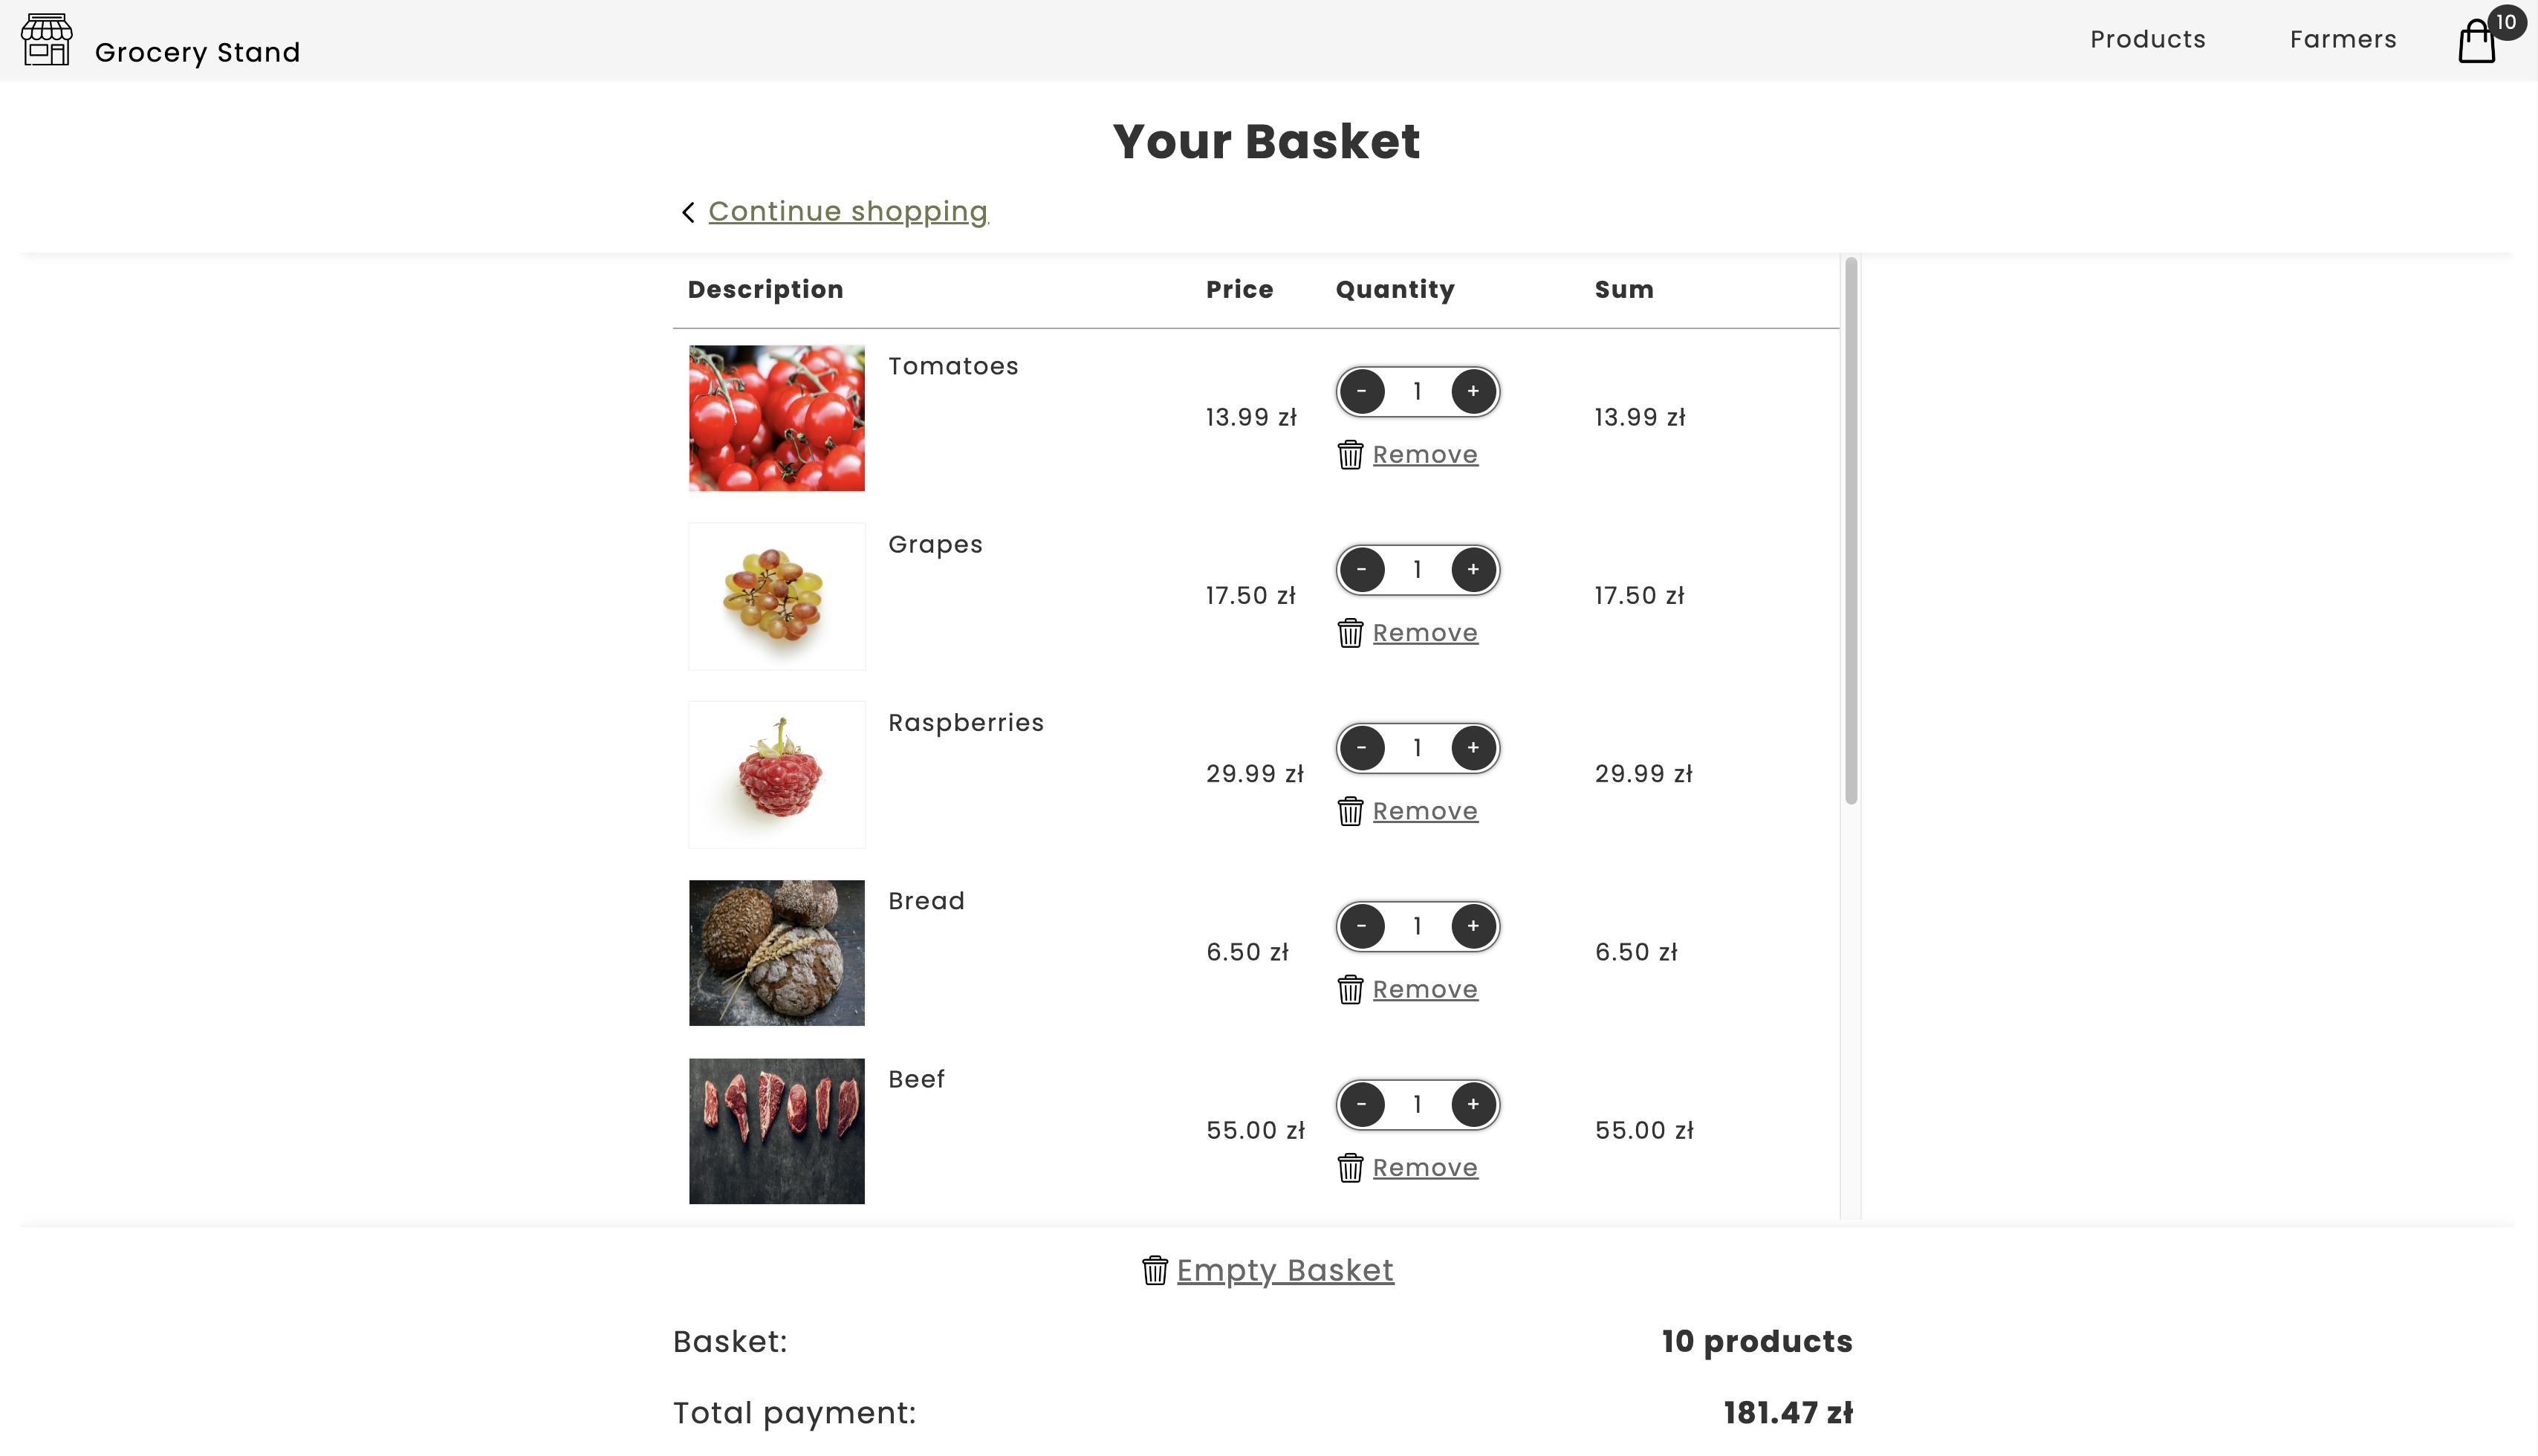 Grocery Stand
Products
Farmers
10
Your Basket
Continue shopping
Description Price Quantity Sum
Tomatoes
13.99 zł
- 1 +
Remove
13.99 zł
Grapes
17.50 zł
- 1 +
Remove
17.50 zł
Raspberries
29.99 zł
- 1 +
Remove
29.99 zł
Bread
6.50 zł
- 1 +
Remove
6.50 zł
Beef
55.00 zł
- 1 +
Remove
55.00 zł
Empty Basket
Basket: 10 products
Total payment: 181.47 zł